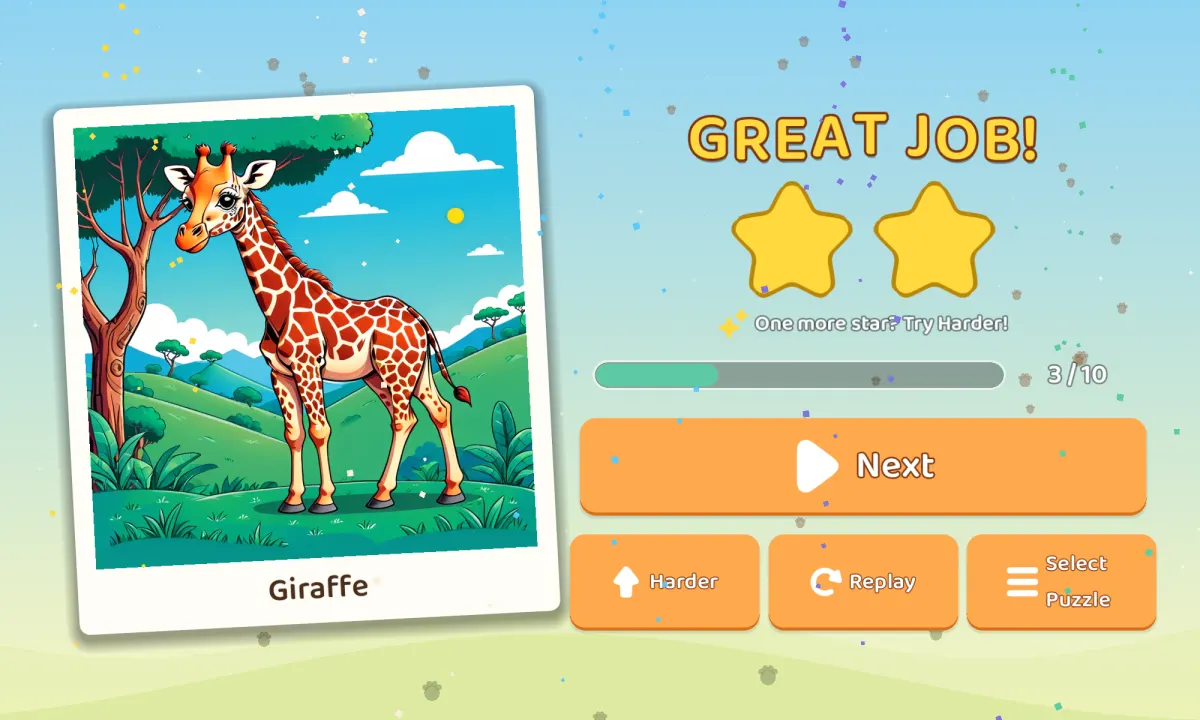 GREAT JOB!
One more star? Try Harder!
3/10
Next
Harder
Replay
Select
Puzzle
Giraffe